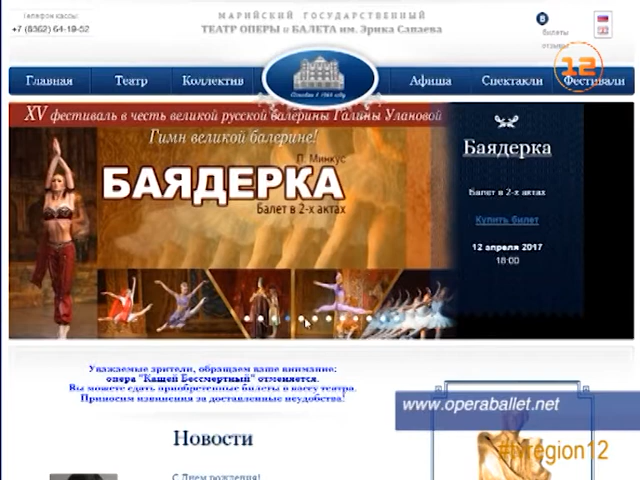 Телефон кассы:
+7 (8362) 64-19-52
МАРИЙСКИЙ ГОСУДАРСТВЕННЫЙ
ТЕАТР ОПЕРЫ и БАЛЕТА им. Эрика Сапаева
В
билеты
отзывы
12
Главная
Театр
Коллектив
Афиша
Спектакли
Фестивали
XV фестиваль в честь великой русской балерины Галины Улановой
Гимн великой балерине!
Л. Минкус
БАЯДЕРКА
Балет в 2-х актах
Баядерка
Балет в 2-х актах
Купить билет
12 апреля 2017
18:00
Уважаемые зрители, обращаем ваше внимание:
опера "Кащей Бессмертный" отменяется.
Вы можете сдать приобретенные билеты в кассу театра.
Приносим извинения за доставленные неудобства!
www.operaballet.net
Новости
region12
С Днем рождения!